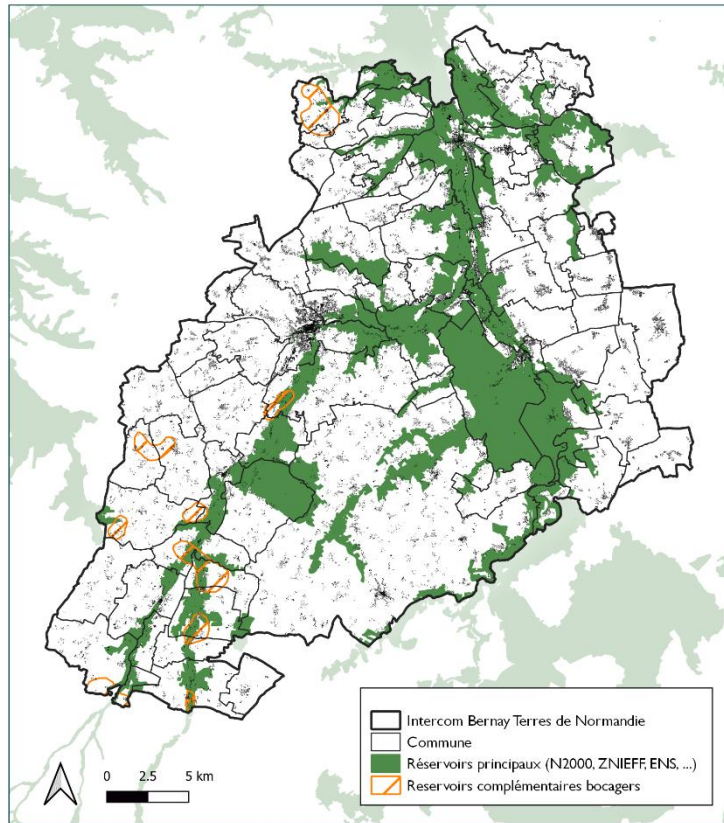 Intercom Bernay Terres de Normandie
Commune
Réservoirs principaux (N2000, ZNIEFF, ENS, ...)
Reservoirs complémentaires bocagers
0 2.5 5 km